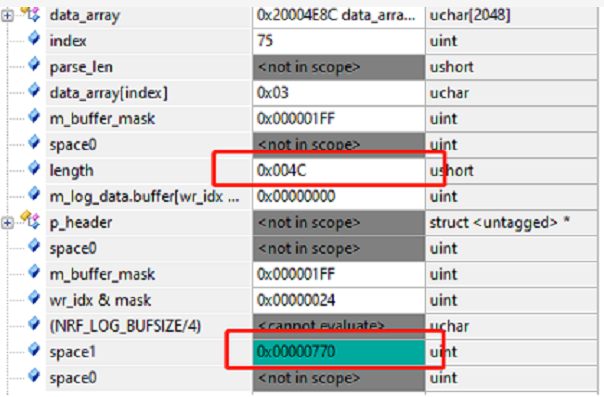 data_array 0x20004E8C data_arra... uchar[2048]
index 75 uint
parse_len <not in scope> ushort
data_array[index] 0x03 uchar
m_buffer_mask 0x000001FF uint
space0 <not in scope> uint
length 0x004C ushort
m_log_data.buffer[wr_idx ... 0x00000000 uint
p_header <not in scope> struct <untagged> *
space0 <not in scope> uint
m_buffer_mask 0x000001FF uint
wr_idx & mask 0x00000024 uint
(NRF_LOG_BUFSIZE/4) <cannot evaluate> uchar
space1 0x00000770 uint
space0 <not in scope> uint